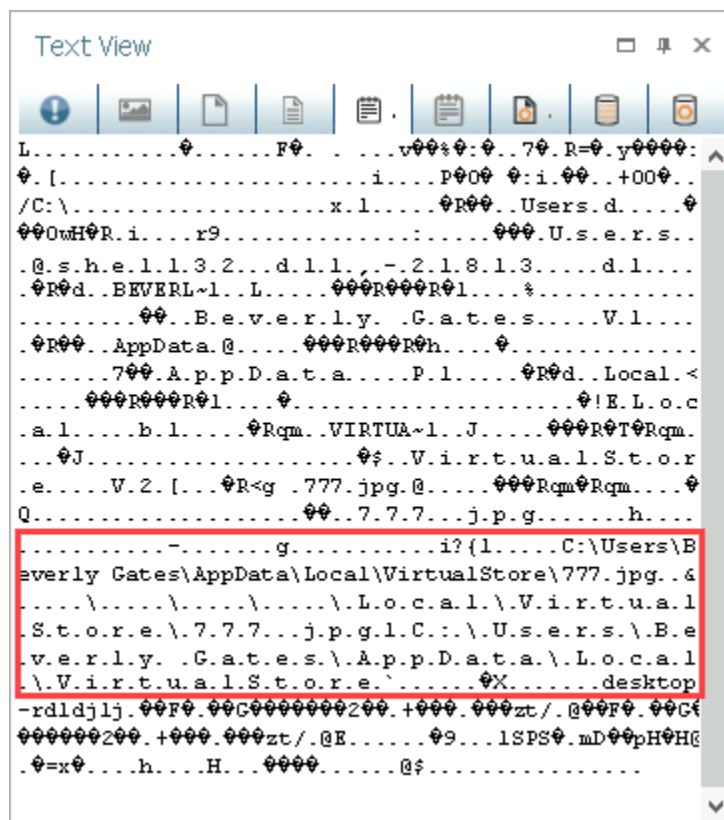 Text View
L...........�......F�. . ...v��%�:�..7�.R=�.y����:
�.[.......................i....P�O� �:i.��..+00�..
/C:\...................x.1.....�R��..Users.d.....�
��OwH�R.i....r9..............:......���.U.s.e.r.s..
.@.s.h.e.l.l.3.2...d.l.l.,.-.2.1.8.1.3.....d.1....
.�R�d..BEVERL~1..L.....���R���R�1....%............
.........��..B.e.v.e.r.l.y. .G.a.t.e.s.....V.1....
.�R��..AppData.@.....���R���R�h....�.............
.......7��.A.p.p.D.a.t.a.....P.1.....�R�d..Local.<
.....���R���R�1....�.....................�!E.L.o.c
.a.l.....b.1.....�Rqm..VIRTUA~1..J.....���R�T�Rqm.
...�J....................�$..V.i.r.t.u.a.l.S.t.o.r
.e.....V.2.[...�R<g .777.jpg.@.....���Rqm�Rqm....�
Q....................��..7.7.7...j.p.g.......h....
...........-.......g...........i?{1.....C:\Users\B
everly Gates\AppData\Local\VirtualStore\777.jpg..&
.....\.....\.....\.....\.L.o.c.a.l.\.V.i.r.t.u.a.l
.S.t.o.r.e.\.7.7.7...j.p.g.l.C.:.\.U.s.e.r.s.\.B.e
.v.e.r.l.y. .G.a.t.e.s.\.A.p.p.D.a.t.a.\.L.o.c.a.l
.\.V.i.r.t.u.a.l.S.t.o.r.e.`......�X.......desktop
-rdldjlj.��F�.��G�������2��.+���.���zt/.@��F�.��G�
������2��.+���.���zt/.@E......�9...1SPS�.mD��pH�H@
.�=x�....h....H...����......@$................